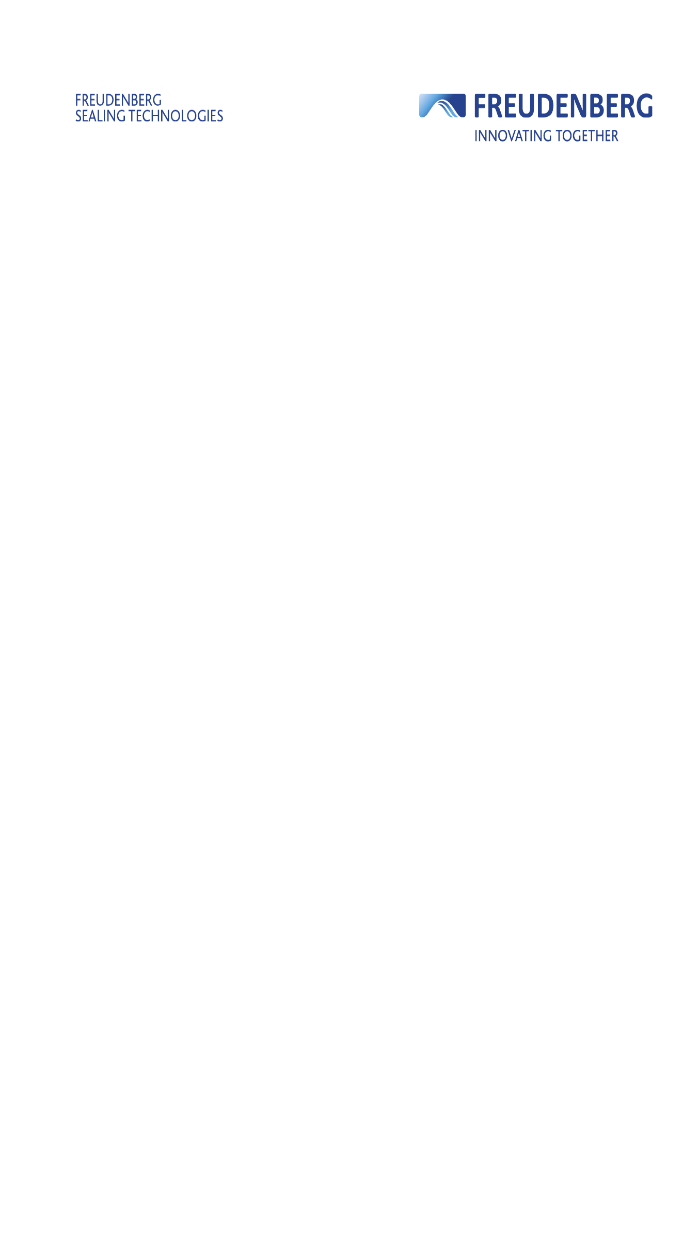 FREUDENBERG
SEALING TECHNOLOGIES
FREUDENBERG
INNOVATING TOGETHER